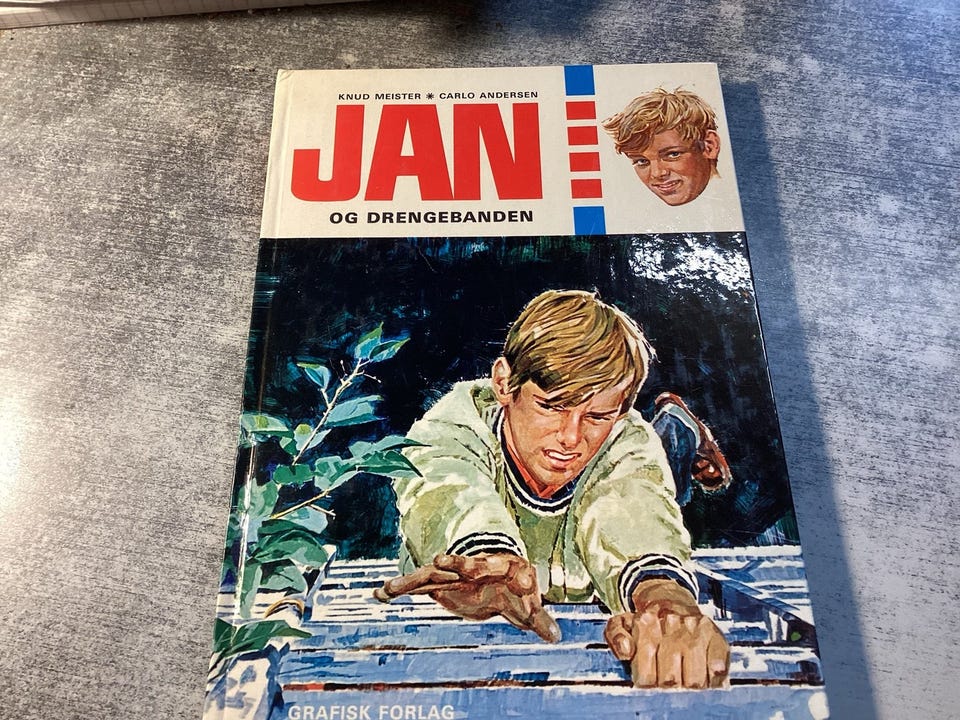 KNUD MEISTER ✳ CARLO ANDERSEN
JAN
OG DRENGEBANDEN
GRAFISK FORLAG